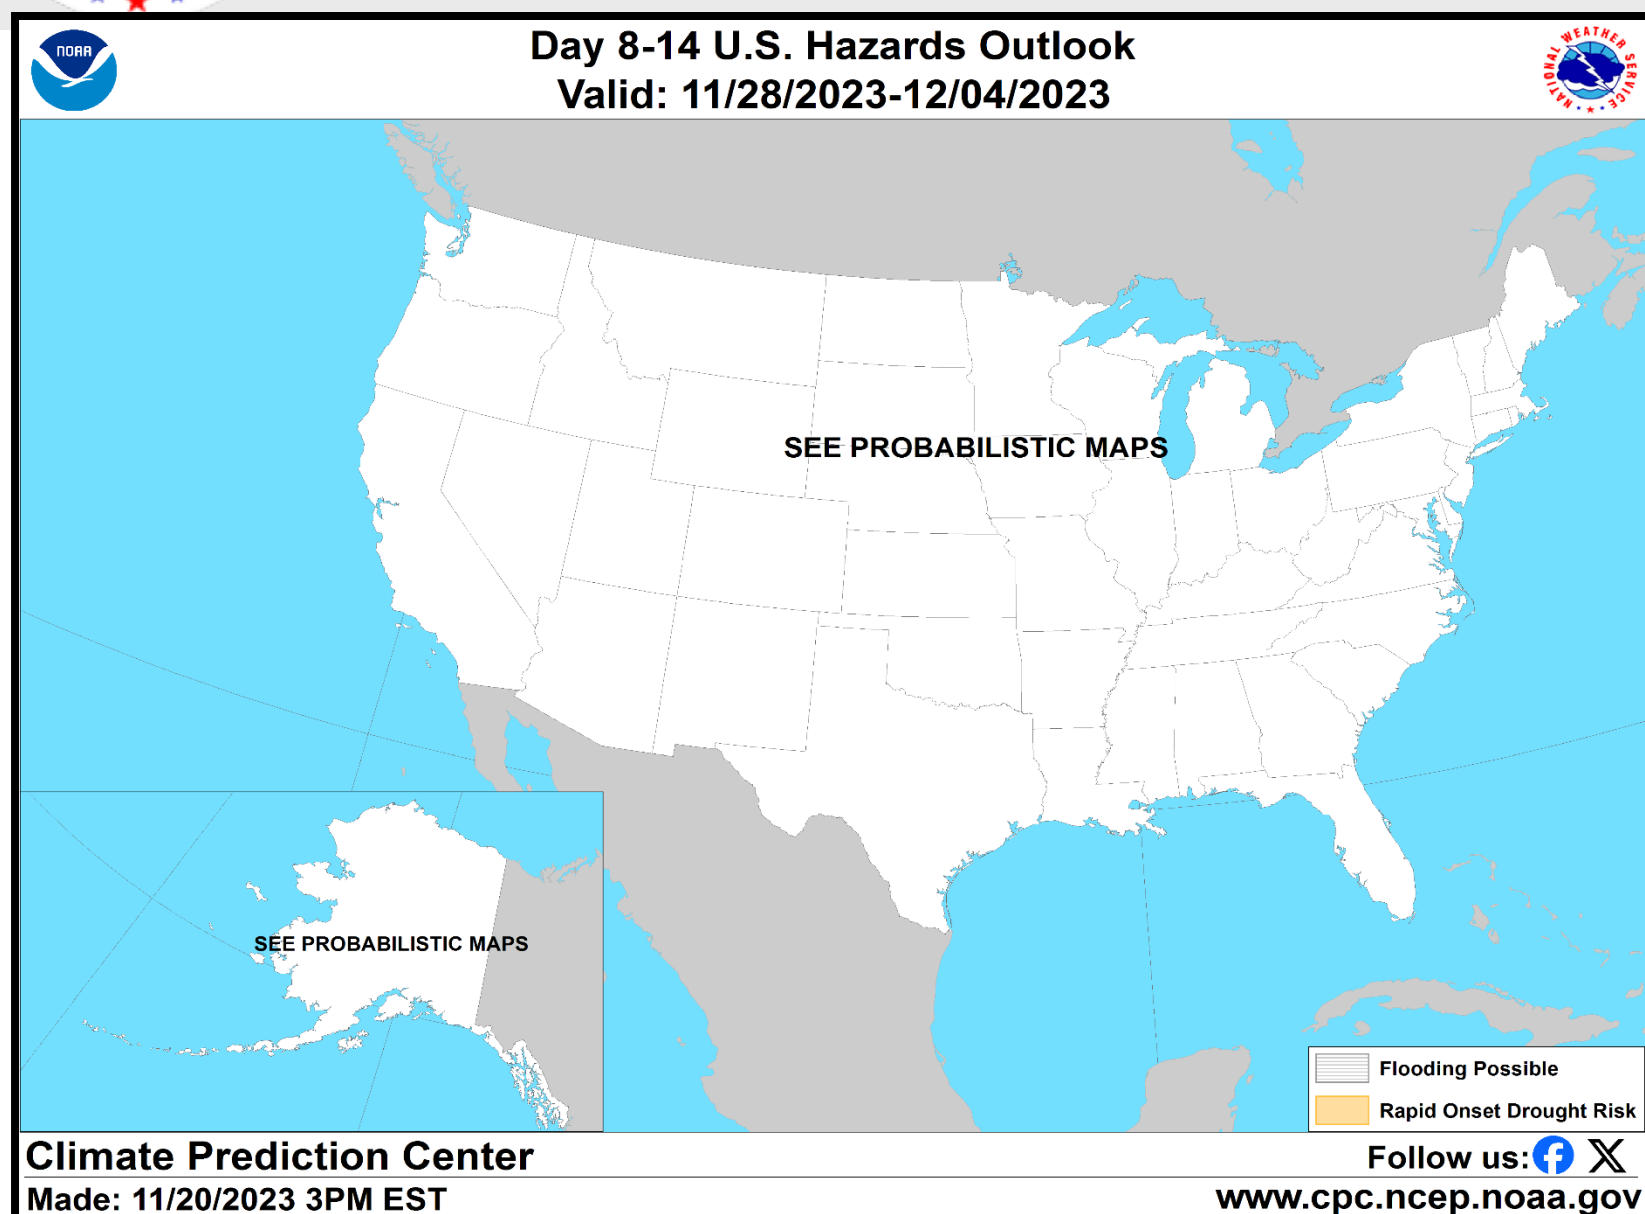 NOAA
Day 8-14 U.S. Hazards Outlook
Valid: 11/28/2023-12/04/2023
NATIONAL WEATHER SERVICE
SEE PROBABILISTIC MAPS
SEE PROBABILISTIC MAPS
Flooding Possible
Rapid Onset Drought Risk
Climate Prediction Center
Follow us:
Made: 11/20/2023 3PM EST
www.cpc.ncep.noaa.gov